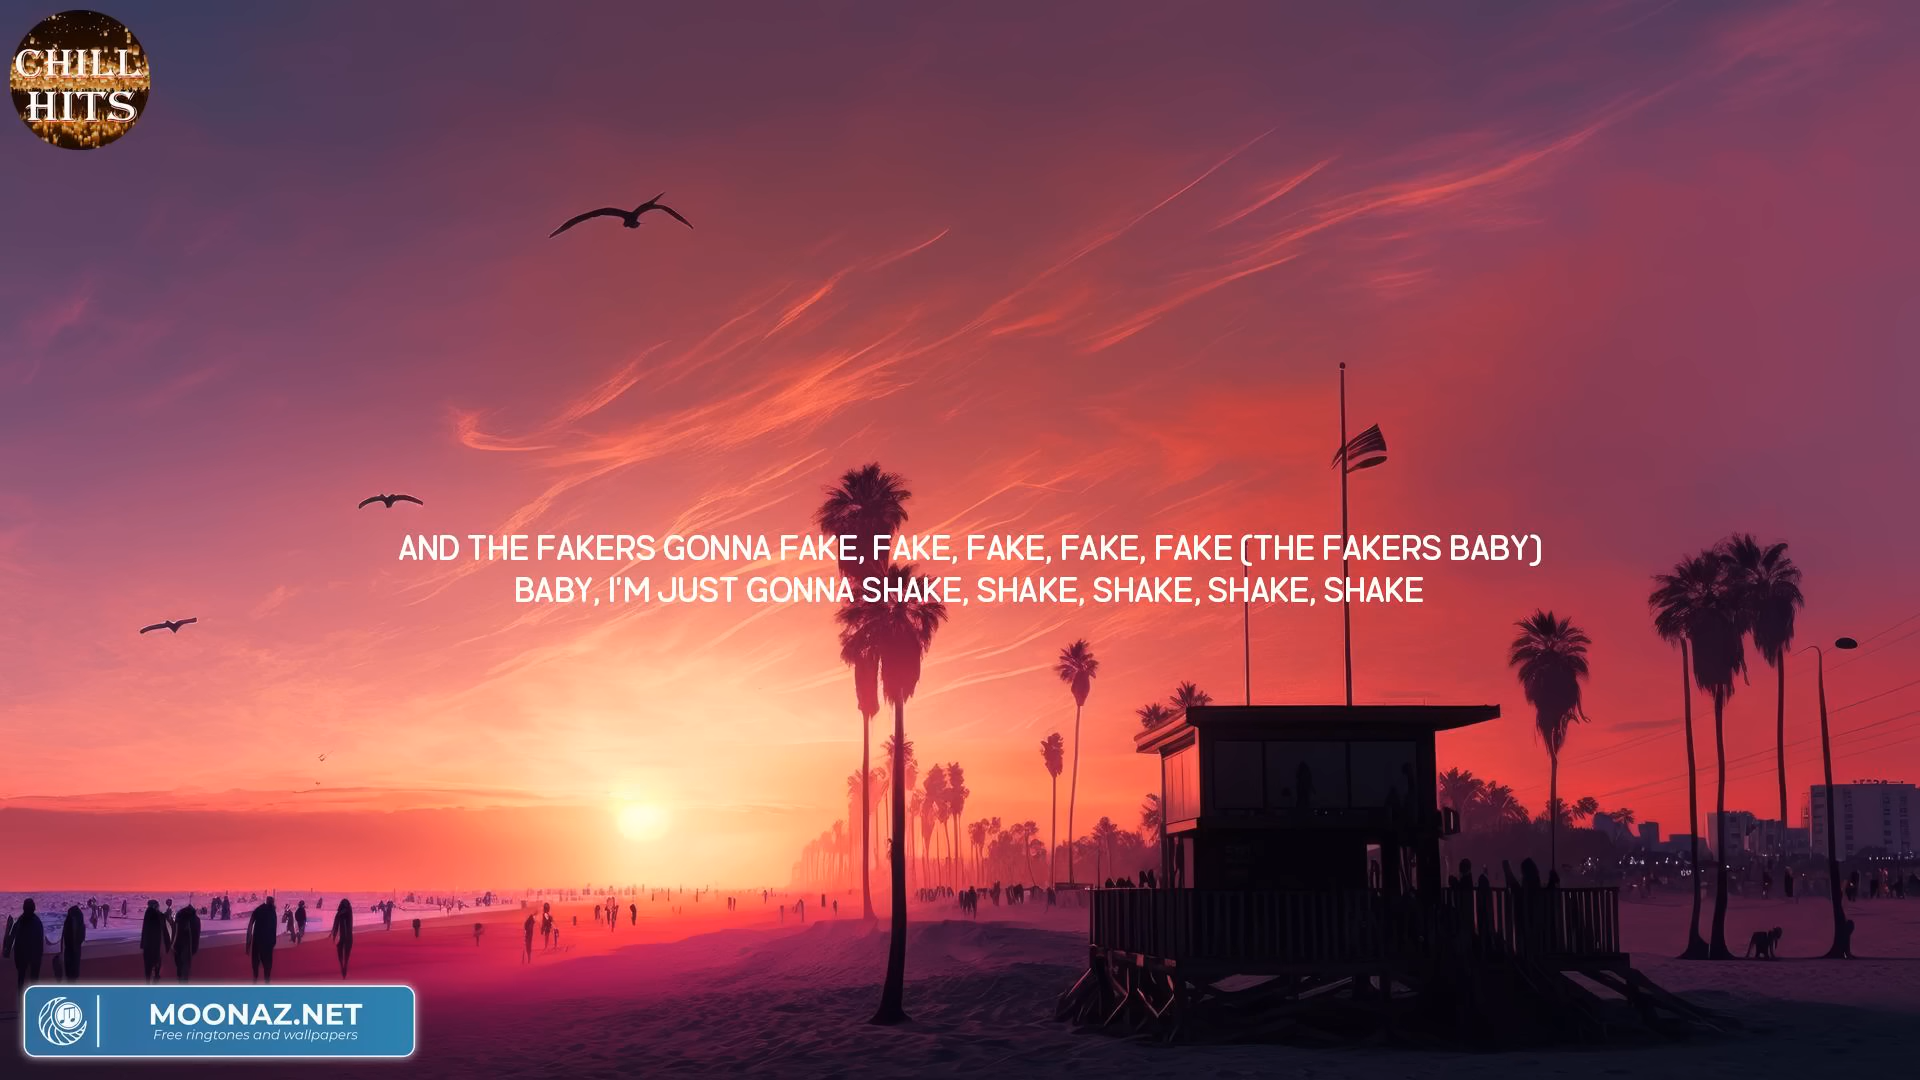 CHILL
HITS
AND THE FAKERS GONNA FAKE, FAKE, FAKE, FAKE, FAKE (THE FAKERS BABY)
BABY, I'M JUST GONNA SHAKE, SHAKE, SHAKE, SHAKE, SHAKE
MOONAZ.NET
Free ringtones and wallpapers